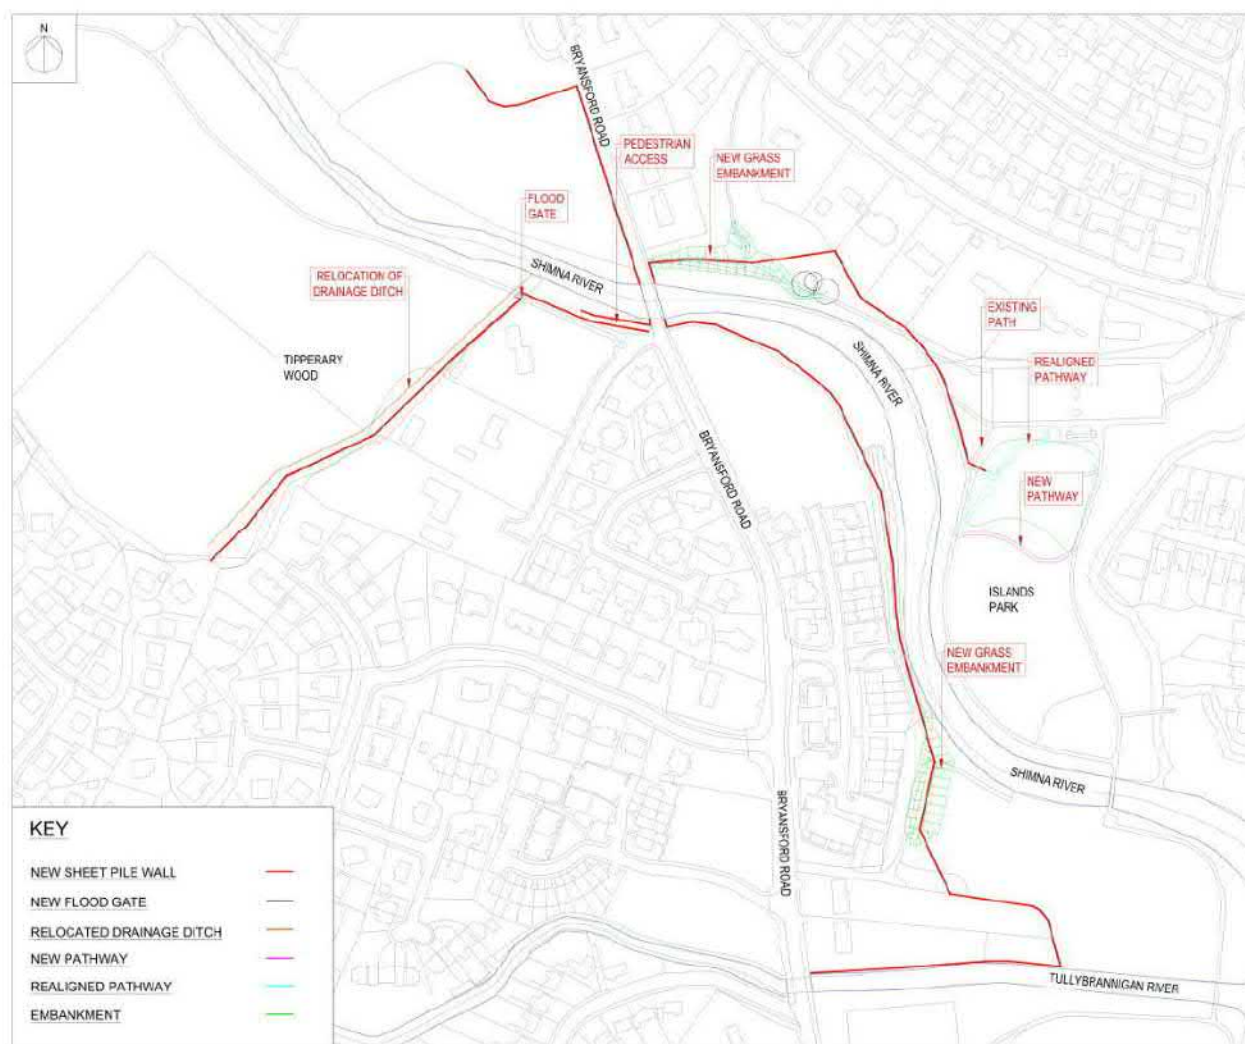 N
BRYANSFORD ROAD
PEDESTRIAN
ACCESS
NEW GRASS
EMBANKMENT
FLOOD
GATE
SHIMNA RIVER
RELOCATION OF
DRAINAGE DITCH
EXISTING
PATH
TIPPERARY
WOOD
SHIMNA RIVER
REALIGNED
PATHWAY
BRYANSFORD ROAD
NEW
PATHWAY
ISLANDS
PARK
NEW GRASS
EMBANKMENT
SHIMNA RIVER
BRYANSFORD ROAD
TULLYBRANNIGAN RIVER
KEY
NEW SHEET PILE WALL
NEW FLOOD GATE
RELOCATED DRAINAGE DITCH
NEW PATHWAY
REALIGNED PATHWAY
EMBANKMENT